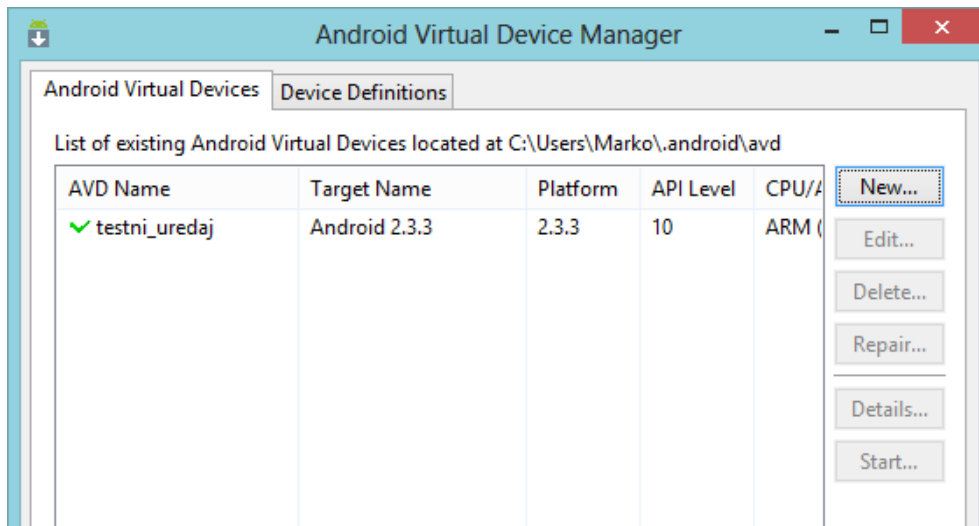 Android Virtual Device Manager
Android Virtual Devices Device Definitions
List of existing Android Virtual Devices located at C:\Users\Marko\.android\avd
AVD Name Target Name Platform API Level CPU/A
testni_uredaj Android 2.3.3 2.3.3 10 ARM (
New...
Edit...
Delete...
Repair...
Details...
Start...